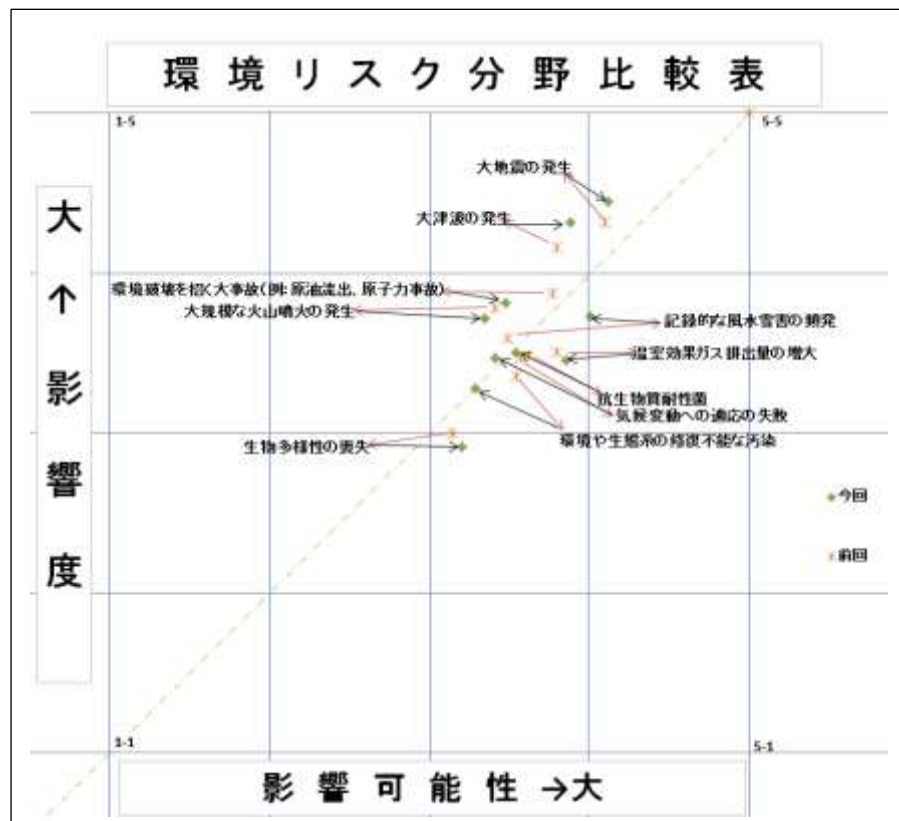 環境リスク分野比較表
1-5
5-5
大地震の発生
大津波の発生
環境破壊を招く大事故(例:原油流出、原子力事故)
大規模な火山噴火の発生
記録的な風水雪害の頻発
温室効果ガス排出量の増大
抗生物質耐性菌
気候変動への適応の失敗
環境や生態系の修復不能な汚染
生物多様性の喪失
大↑影響度
今回
前回
1-1
5-1
影響可能性→大